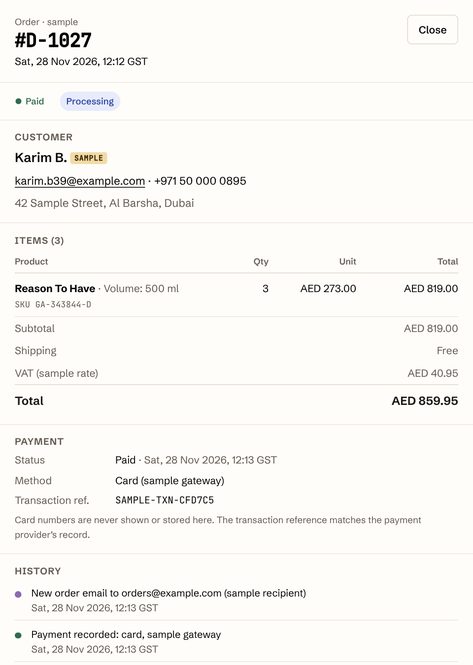 Order · sample
#D-1027
Close
Sat, 28 Nov 2026, 12:12 GST
Paid
Processing
CUSTOMER
Karim B. SAMPLE
karim.b39@example.com · +971 50 000 0895
42 Sample Street, Al Barsha, Dubai
ITEMS (3)
Product Qty Unit Total
Reason To Have · Volume: 500 ml 3 AED 273.00 AED 819.00
SKU GA-343844-D
Subtotal AED 819.00
Shipping Free
VAT (sample rate) AED 40.95
Total AED 859.95
PAYMENT
Status Paid · Sat, 28 Nov 2026, 12:13 GST
Method Card (sample gateway)
Transaction ref. SAMPLE-TXN-CFD7C5
Card numbers are never shown or stored here. The transaction reference matches the payment
provider's record.
HISTORY
New order email to orders@example.com (sample recipient)
Sat, 28 Nov 2026, 12:13 GST
Payment recorded: card, sample gateway
Sat, 28 Nov 2026, 12:13 GST